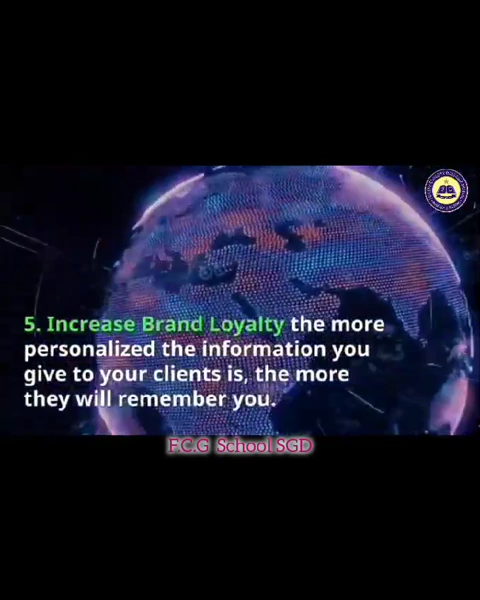 5. Increase Brand Loyalty the more
personalized the information you
give to your clients is, the more
they will remember you.
F.C.G School SGD